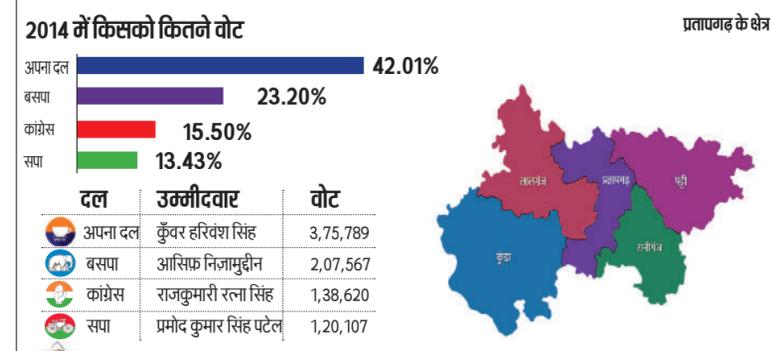 2014 में किसको कितने वोट
अपना दल 42.01%
बसपा 23.20%
कांग्रेस 15.50%
सपा 13.43%
दल उम्मीदवार वोट
अपना दल कुँवर हरिवंश सिंह 3,75,789
बसपा आसिफ़ निज़ामुद्दीन 2,07,567
कांग्रेस राजकुमारी रत्ना सिंह 1,38,620
सपा प्रमोद कुमार सिंह पटेल 1,20,107
प्रतापगढ़ के क्षेत्र
लालगंज
प्रतापगढ़
पट्टी
रानीगंज
कुंडा